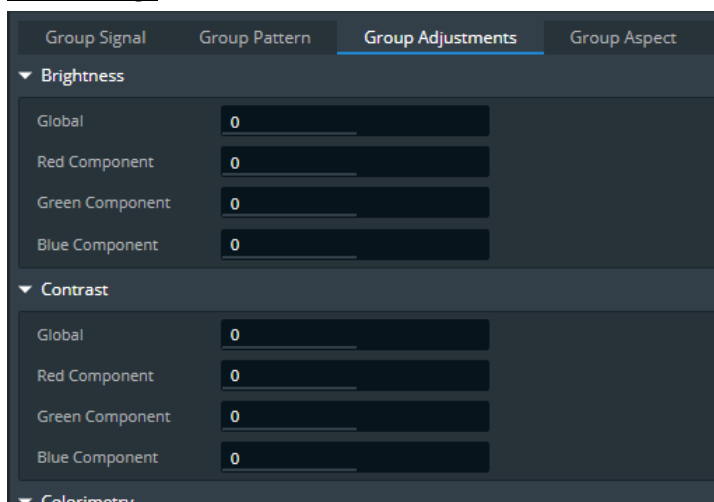 Group Signal Group Pattern Group Adjustments Group Aspect
Brightness
Global 0
Red Component 0
Green Component 0
Blue Component 0
Contrast
Global 0
Red Component 0
Green Component 0
Blue Component 0
Colorimetry